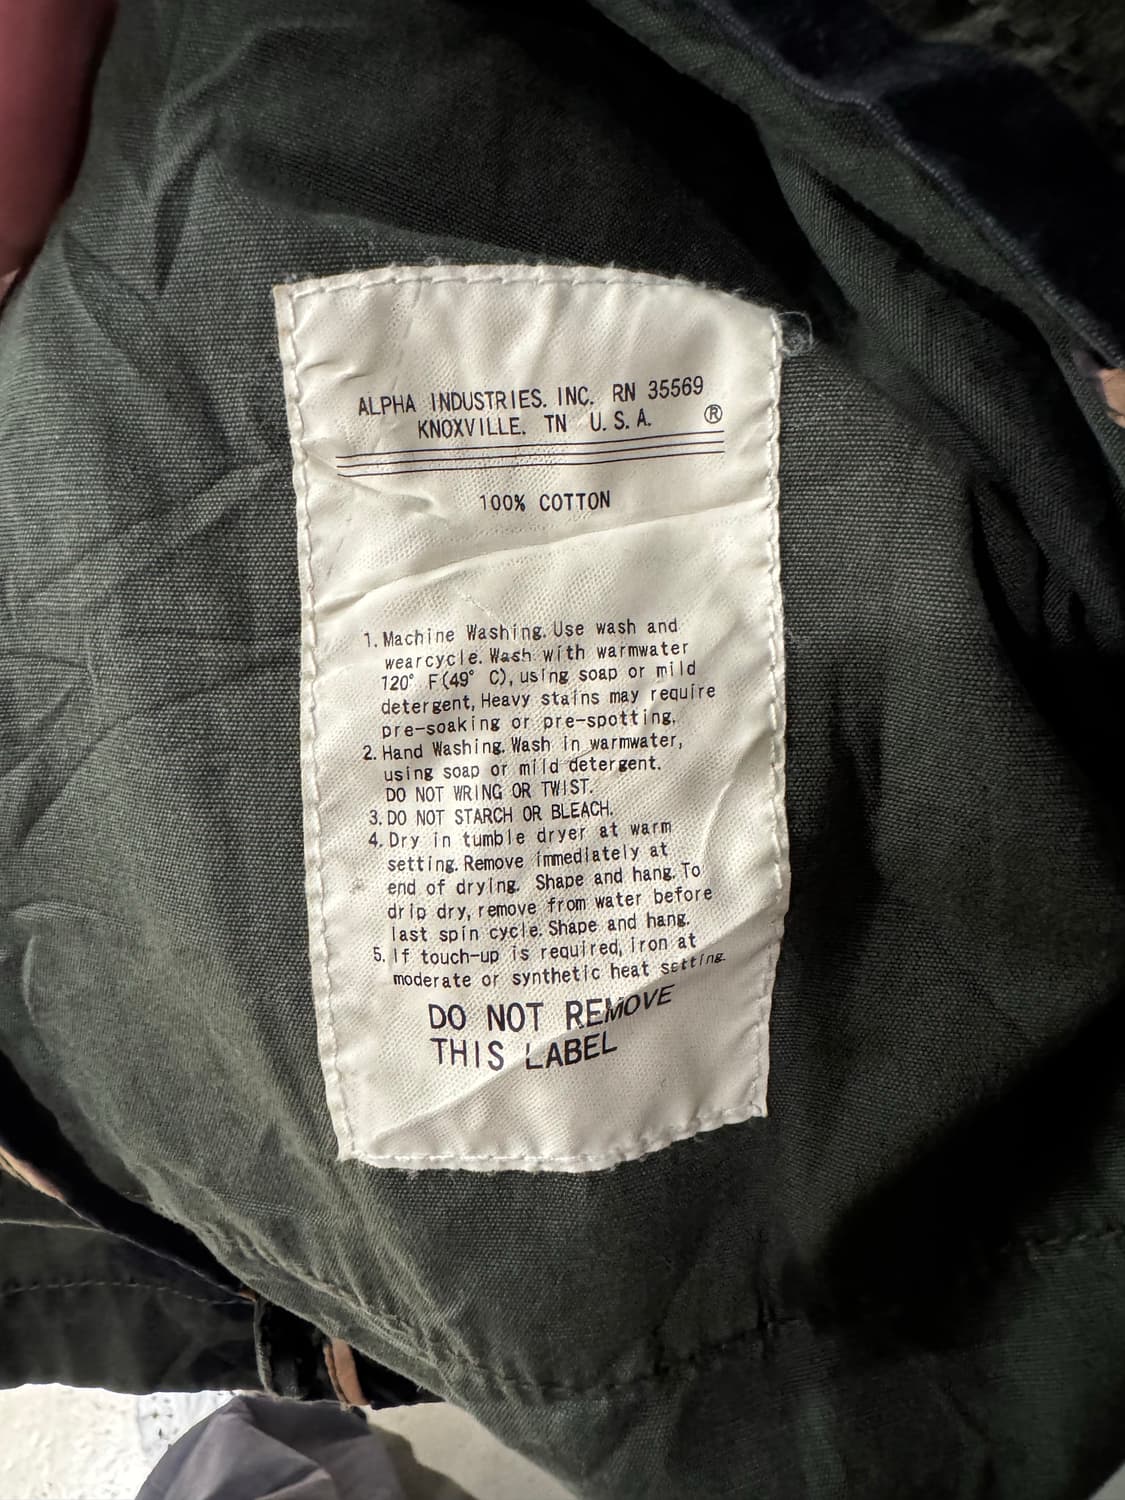 ALPHA INDUSTRIES. INC. RN 35569
KNOXVILLE. TN U.S.A. ®
100% COTTON
1. Machine Washing. Use wash and
wearcycle. Wash with warmwater
120° F(49° C), using soap or mild
detergent, Heavy stains may require
pre-soaking or pre-spotting.
2. Hand Washing. Wash in warmwater,
using soap or mild detergent.
DO NOT WRING OR TWIST.
3. DO NOT STARCH OR BLEACH.
4. Dry in tumble dryer at warm
setting. Remove immediately at
end of drying. Shape and hang. To
drip dry, remove from water before
last spin cycle. Shape and hang.
5. If touch-up is required, iron at
moderate or synthetic heat setting.
DO NOT REMOVE
THIS LABEL